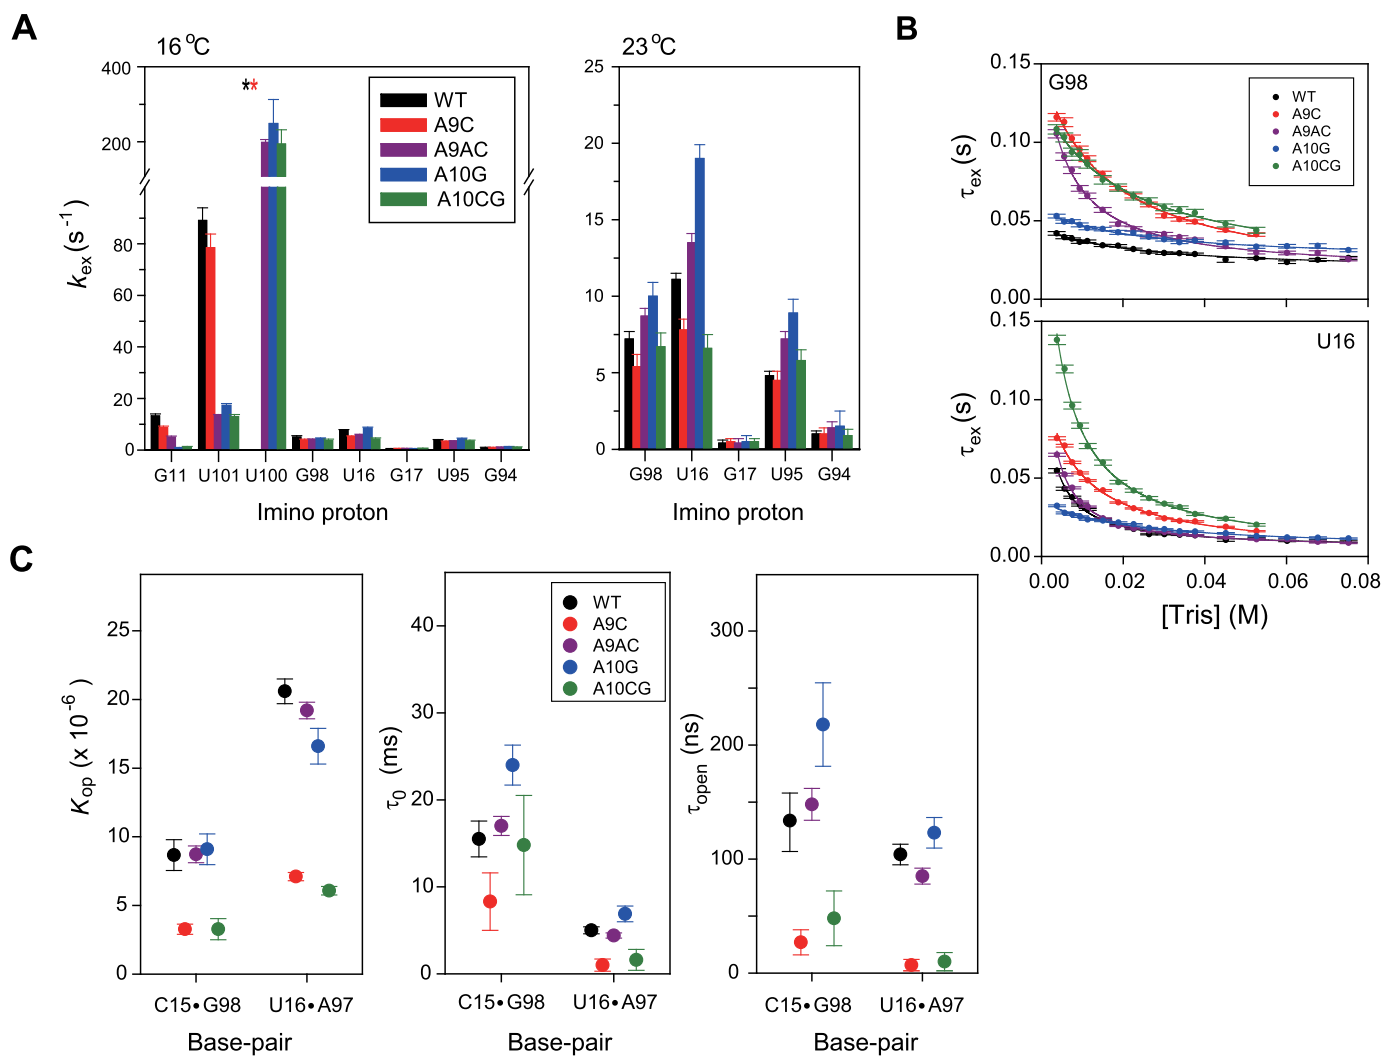 A
16 °C
400
200
80
60
40
20
0
kex (s-1)
WT
A9C
A9AC
A10G
A10CG
**
G11 U101 U100 G98 U16 G17 U95 G94
Imino proton
23 °C
25
20
15
10
5
0
G98 U16 G17 U95 G94
Imino proton
B
G98
0.15
0.10
0.05
0.00
τex (s)
WT
A9C
A9AC
A10G
A10CG
U16
0.15
0.10
0.05
0.00
τex (s)
0.00 0.02 0.04 0.06 0.08
[Tris] (M)
C
25
20
15
10
5
0
Kop (x 10-6)
C15•G98 U16•A97
Base-pair
40
30
20
10
0
τ0 (ms)
WT
A9C
A9AC
A10G
A10CG
C15•G98 U16•A97
Base-pair
300
200
100
0
τopen (ns)
C15•G98 U16•A97
Base-pair